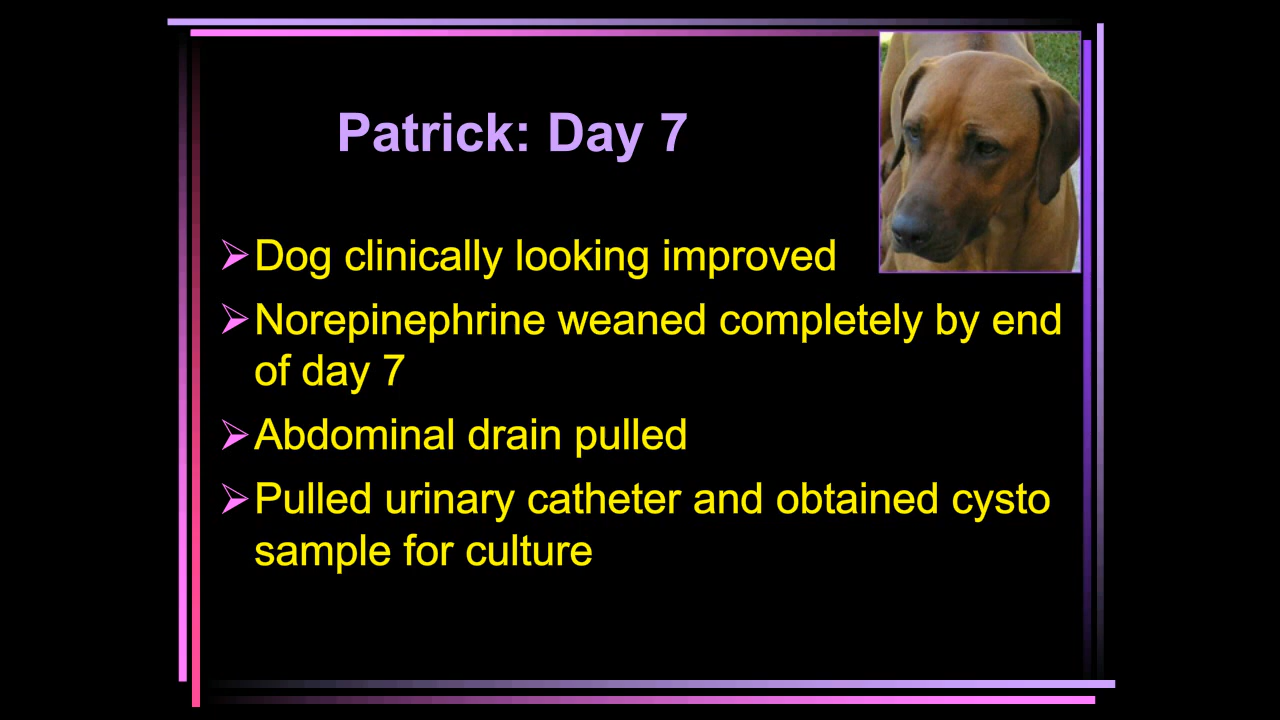 Patrick: Day 7
Dog clinically looking improved
Norepinephrine weaned completely by end
of day 7
Abdominal drain pulled
Pulled urinary catheter and obtained cysto
sample for culture